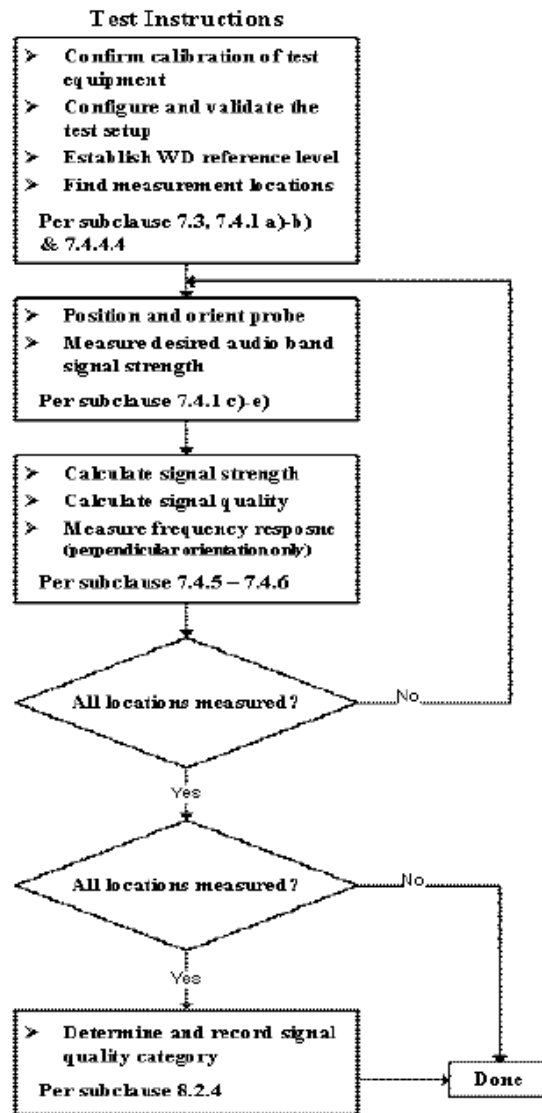 Test Instructions
➤ Confirm calibration of test
equipment
➤ Configure and validate the
test setup
➤ Establish WD reference level
➤ Find measurement locations
Per subclause 7.3, 7.4.1 a)-b)
& 7.4.4.4
➤ Position and orient probe
➤ Measure desired audio band
signal strength
Per subclause 7.4.1 c)-e)
➤ Calculate signal strength
➤ Calculate signal quality
➤ Measure frequency resposne
(perpendicular orientation only)
Per subclause 7.4.5 – 7.4.6
All locations measured?
No
Yes
All locations measured?
No
Yes
➤ Determine and record signal
quality category
Per subclause 8.2.4
Done